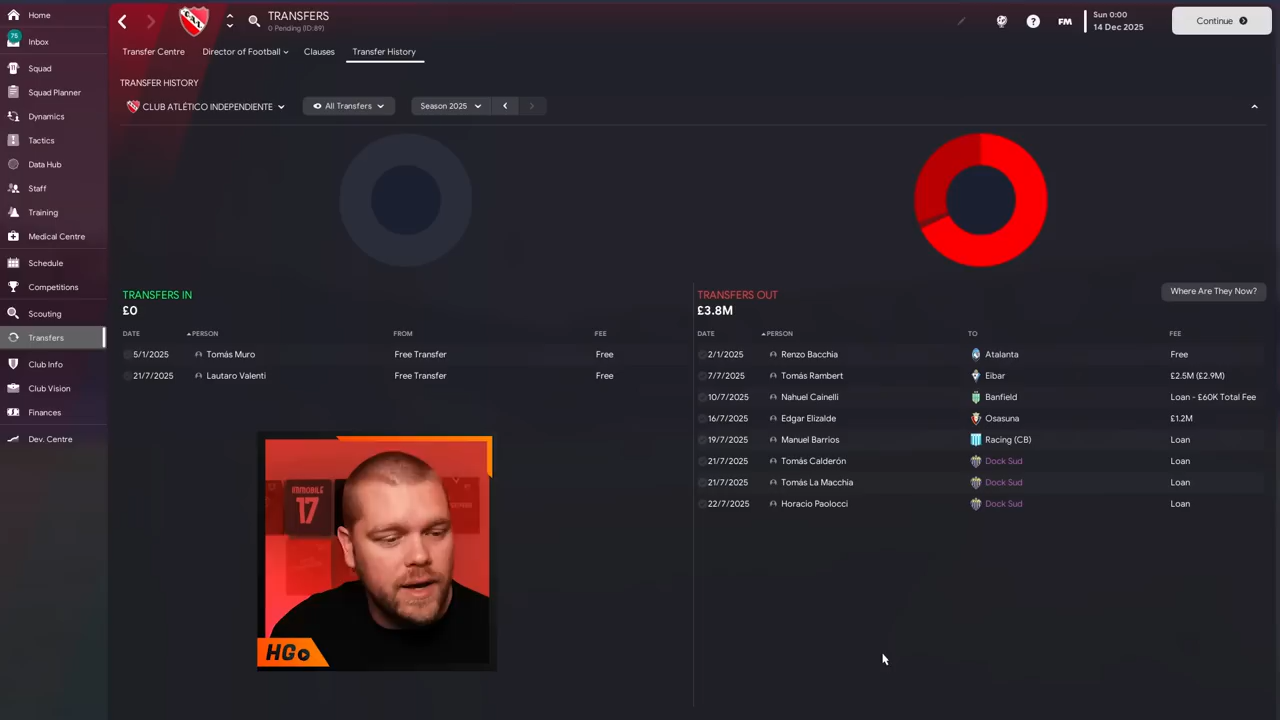 Home
75
Inbox
Squad
Squad Planner
Dynamics
Tactics
Data Hub
Staff
Training
Medical Centre
Schedule
Competitions
Scouting
Transfers
Club Info
Club Vision
Finances
Dev. Centre
TRANSFERS
0 Pending (ID:89)
FM
Sun 0:00
14 Dec 2025
Continue
Transfer Centre
Director of Football
Clauses
Transfer History
TRANSFER HISTORY
CLUB ATLÉTICO INDEPENDIENTE
All Transfers
Season 2025
TRANSFERS IN
£0
DATE PERSON FROM FEE
5/1/2025 Tomás Muro Free Transfer Free
21/7/2025 Lautaro Valenti Free Transfer Free
TRANSFERS OUT
£3.8M
Where Are They Now?
DATE PERSON TO FEE
2/1/2025 Renzo Bacchia Atalanta Free
7/7/2025 Tomás Rambert Eibar £2.5M (£2.9M)
10/7/2025 Nahuel Cainelli Banfield Loan - £60K Total Fee
16/7/2025 Edgar Elizalde Osasuna £1.2M
19/7/2025 Manuel Barrios Racing (CB) Loan
21/7/2025 Tomás Calderón Dock Sud Loan
21/7/2025 Tomás La Macchia Dock Sud Loan
22/7/2025 Horacio Paolocci Dock Sud Loan
IMMOBILE
17
HG